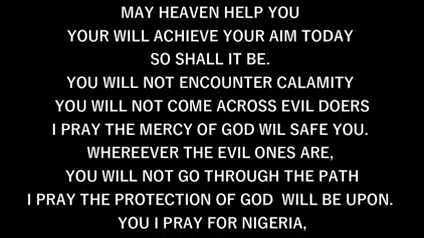 MAY HEAVEN HELP YOU
YOUR WILL ACHIEVE YOUR AIM TODAY
SO SHALL IT BE.
YOU WILL NOT ENCOUNTER CALAMITY
YOU WILL NOT COME ACROSS EVIL DOERS
I PRAY THE MERCY OF GOD WIL SAFE YOU.
WHEREEVER THE EVIL ONES ARE,
YOU WILL NOT GO THROUGH THE PATH
I PRAY THE PROTECTION OF GOD WILL BE UPON.
YOU I PRAY FOR NIGERIA,